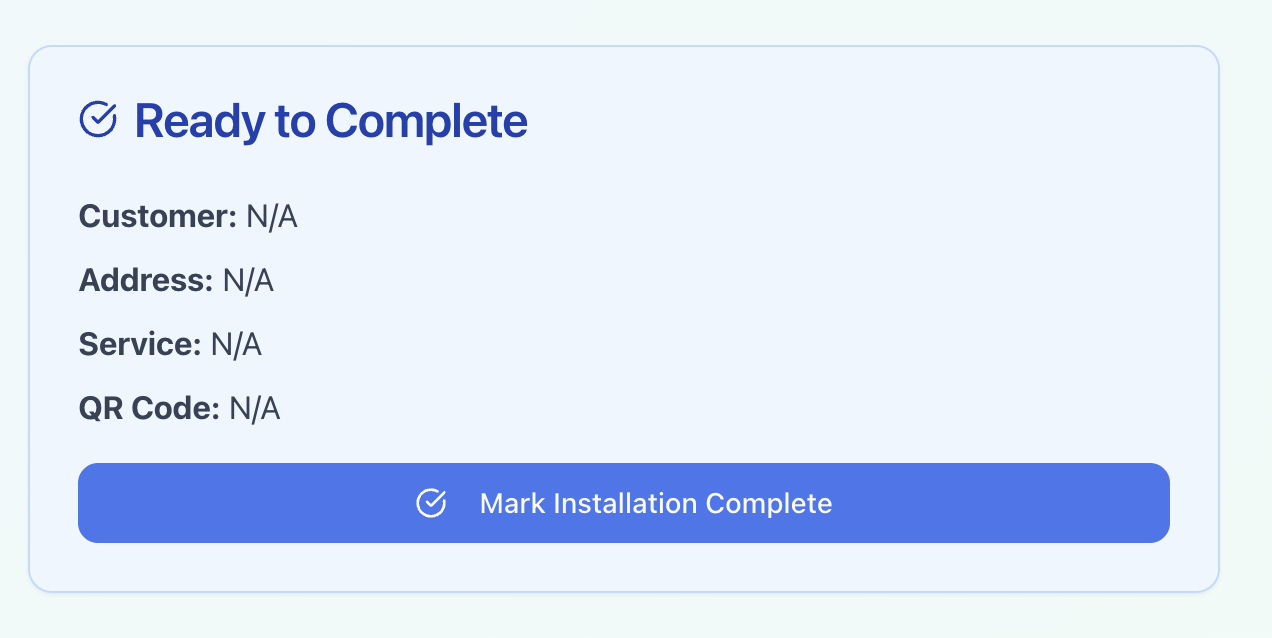 Ready to Complete
Customer: N/A
Address: N/A
Service: N/A
QR Code: N/A
Mark Installation Complete